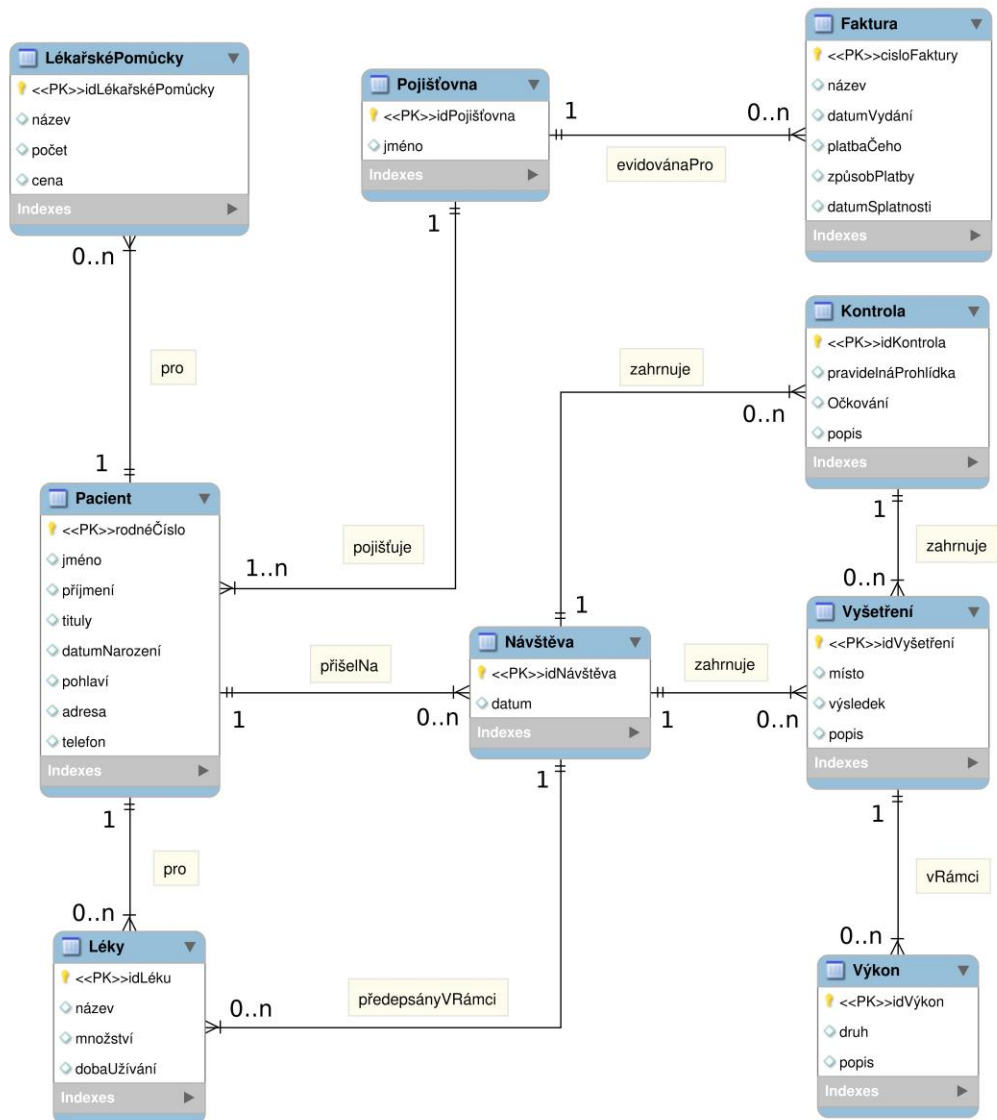 LékařskéPomůcky
<<PK>>idLékařsképomůcky
název
počet
cena
Indexes
Pojišťovna
<<PK>>idPojišťovna
jméno
Indexes
Faktura
<<PK>>cisloFaktury
název
datumVydání
platbaČeho
způsobPlatby
datumSplatnosti
Indexes
1
0..n
evidovánaPro
0..n
pro
1
1
pojišťuje
1..n
Kontrola
<<PK>>idKontrola
pravidelnáProhlídka
Očkování
popis
Indexes
zahrnuje
0..n
1
1
zahrnuje
0..n
Pacient
<<PK>>rodnéČíslo
jméno
příjmení
tituly
datumNarození
pohlaví
adresa
telefon
Indexes
přišelNa
1
0..n
Návštěva
<<PK>>idNávštěva
datum
Indexes
zahrnuje
1
0..n
Vyšetření
<<PK>>idVyšetření
místo
výsledek
popis
Indexes
1
pro
0..n
1
předepsányVRámci
0..n
1
vRámci
0..n
Léky
<<PK>>idLéku
název
množství
dobaUžívání
Indexes
Výkon
<<PK>>idVýkon
druh
popis
Indexes